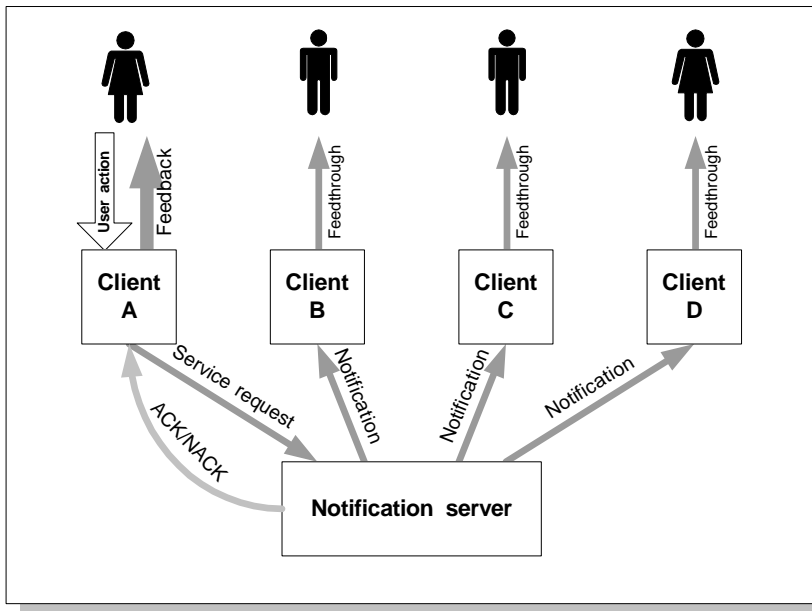 User action
Feedback
Feedthrough
Feedthrough
Feedthrough
Client
A
Client
B
Client
C
Client
D
Service request
ACK/NACK
Notification
Notification
Notification
Notification server